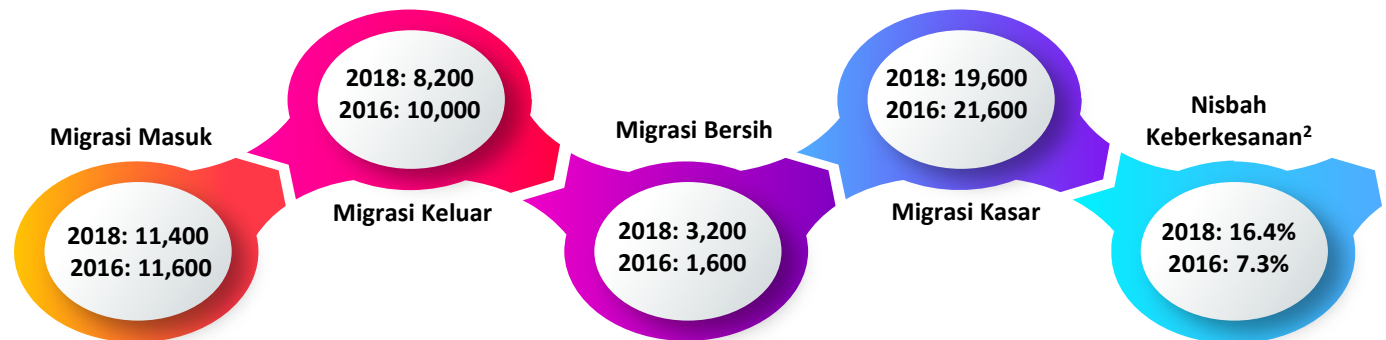 Migrasi Masuk
2018: 11,400
2016: 11,600
2018: 8,200
2016: 10,000
Migrasi Keluar
Migrasi Bersih
2018: 3,200
2016: 1,600
2018: 19,600
2016: 21,600
Migrasi Kasar
Nisbah
Keberkesanan²
2018: 16.4%
2016: 7.3%